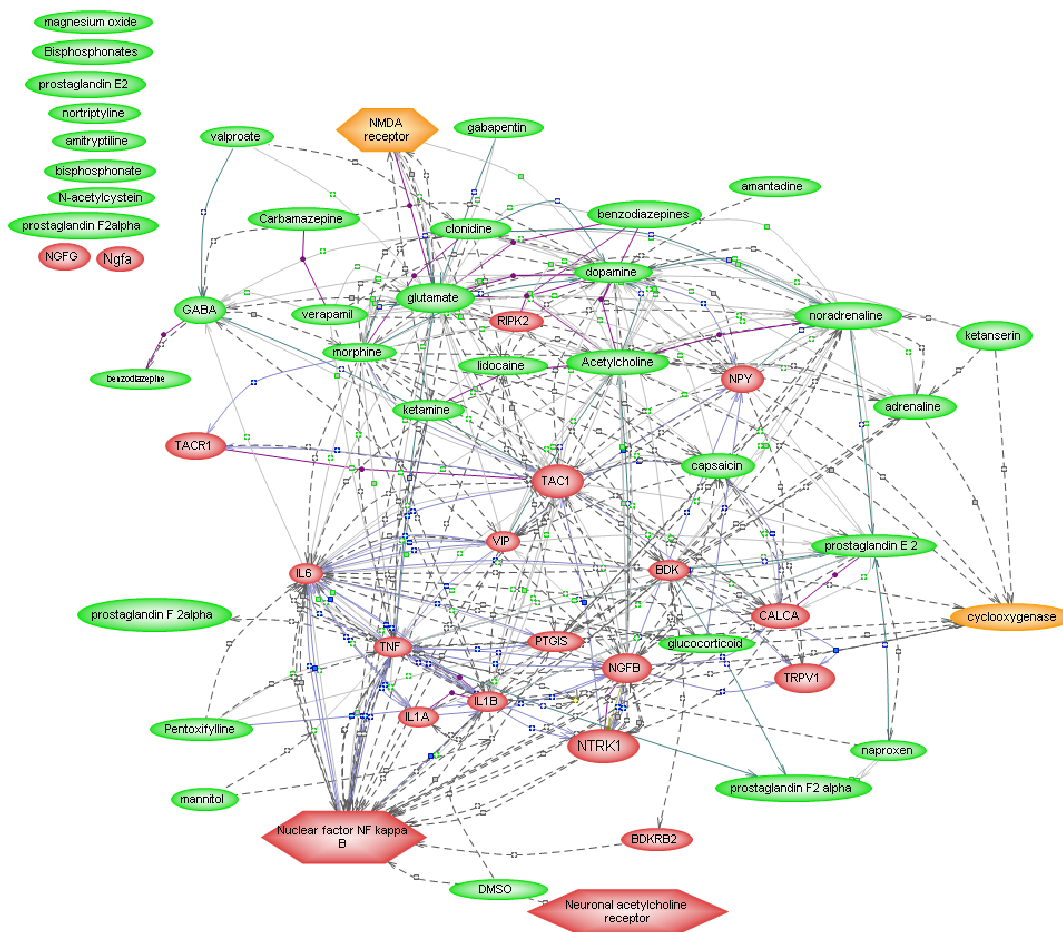 magnesium oxide
Bisphosphonates
prostaglandin E2
nortriptyline
amitryptiline
bisphosphonate
N-acetylcystein
prostaglandin F2alpha
NGFG
Ngfa
NMDA
receptor
gabapentin
valproate
amantadine
Carbamazepine
clonidine
benzodiazepines
dopamine
glutamate
GABA
verapamil
RIPK2
noradrenaline
ketanserin
morphine
lidocaine
Acetylcholine
benzodiazepine
NPY
ketamine
adrenaline
TACR1
TAC1
capsaicin
VIP
prostaglandin E 2
IL6
BDK
prostaglandin F 2alpha
CALCA
cyclooxygenase
TNF
PTGIS
glucocorticoid
NGFB
TRPV1
IL1B
IL1A
Pentoxifylline
NTRK1
naproxen
mannitol
prostaglandin F2 alpha
Nuclear factor NF kappa
B
BDKRB2
DMSO
Neuronal acetylcholine
receptor